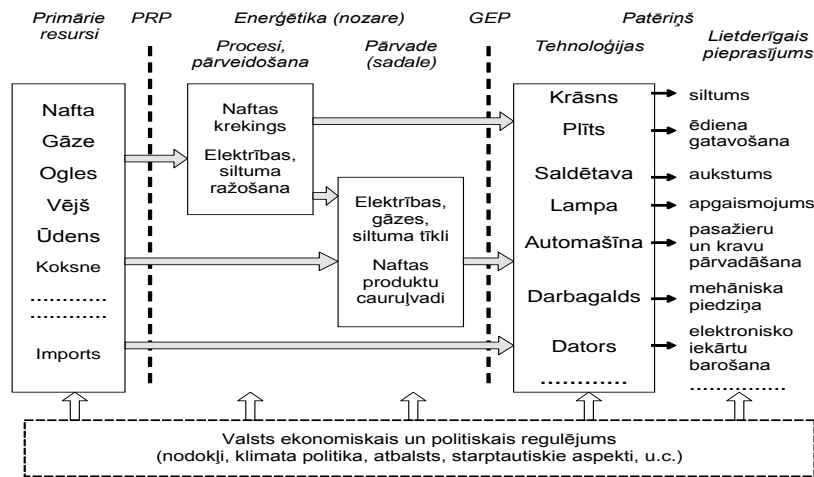 Primārie
resursi
PRP
Enerģētika (nozare)
GEP
Patēriņš
Procesi,
pārveidošana
Pārvade
(sadale)
Tehnoloģijas
Lietderīgais
pieprasījums
Nafta
Gāze
Ogles
Vējš
Ūdens
Koksne
....................
....................
Imports
Naftas
krekings
Elektrības,
siltuma
ražošana
Elektrības,
gāzes,
siltuma tīkli
Naftas
produktu
cauruļvadi
Krāsns
Plīts
Saldētava
Lampa
Automašīna
Darbagalds
Dators
....................
siltums
ēdiena
gatavošana
aukstums
apgaismojums
pasažieru
un kravu
pārvadāšana
mehāniska
piedziņa
elektronisko
iekārtu
barošana
....................
Valsts ekonomiskais un politiskais regulējums
(nodokļi, klimata politika, atbalsts, starptautiskie aspekti, u.c.)